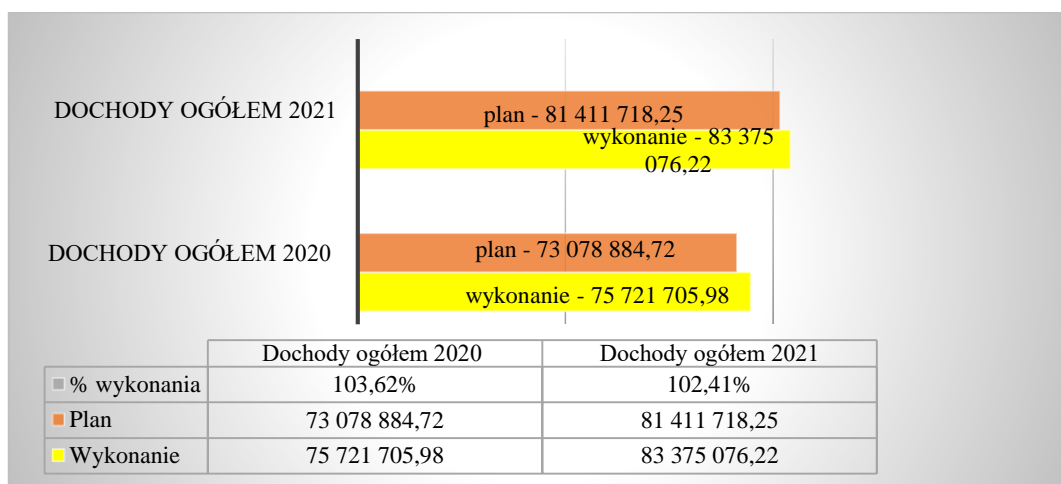 DOCHODY OGÓŁEM 2021
plan - 81 411 718,25
wykonanie - 83 375
076,22
DOCHODY OGÓŁEM 2020
plan - 73 078 884,72
wykonanie - 75 721 705,98
Dochody ogółem 2020 Dochody ogółem 2021
% wykonania 103,62% 102,41%
Plan 73 078 884,72 81 411 718,25
Wykonanie 75 721 705,98 83 375 076,22